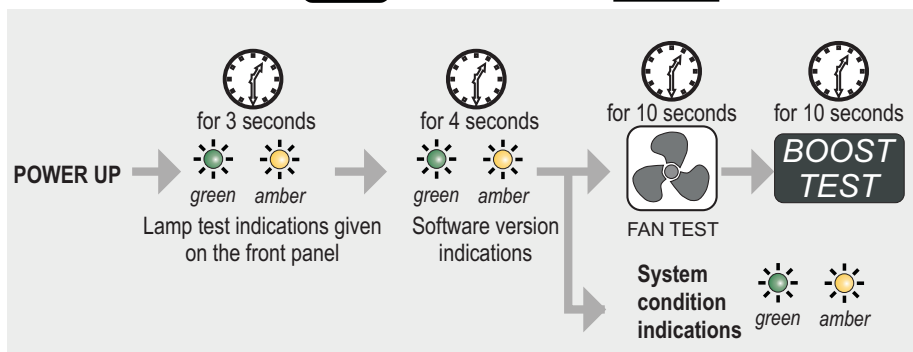 for 3 seconds
for 4 seconds
for 10 seconds
for 10 seconds
POWER UP
green
amber
green
amber
BOOST
TEST
Lamp test indications given
on the front panel
Software version
indications
FAN TEST
System
condition
indications
green
amber